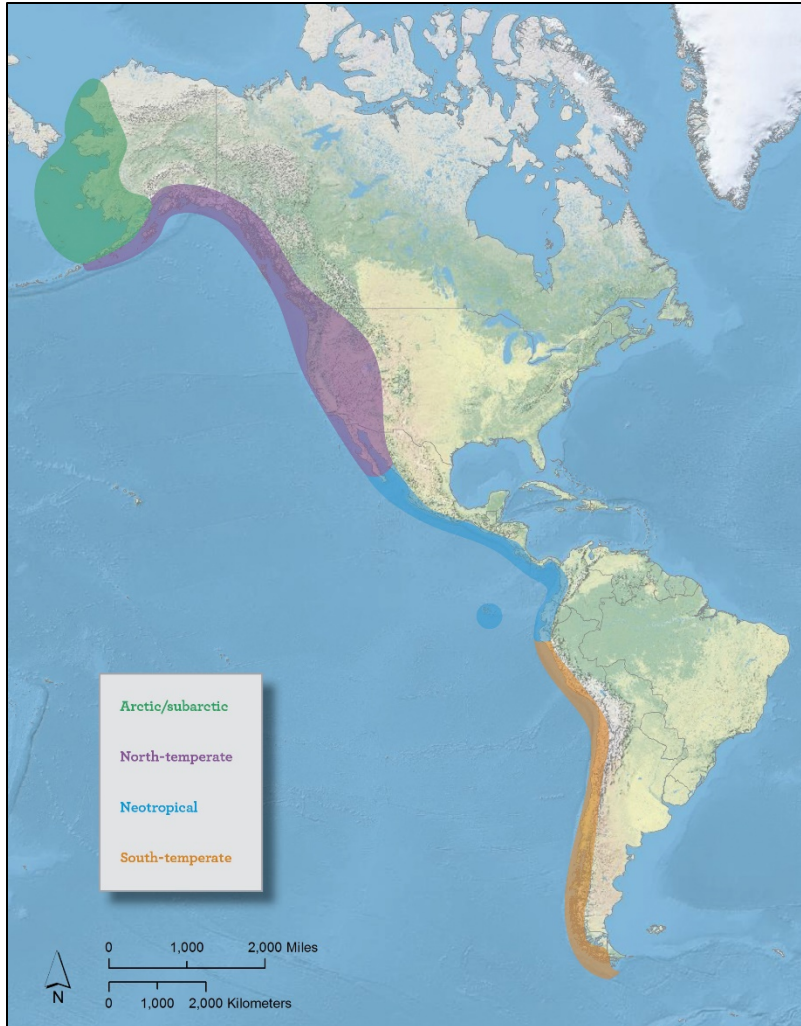 Arctic/subarctic
North-temperate
Neotropical
South-temperate
0 1,000 2,000 Miles
0 1,000 2,000 Kilometers
N